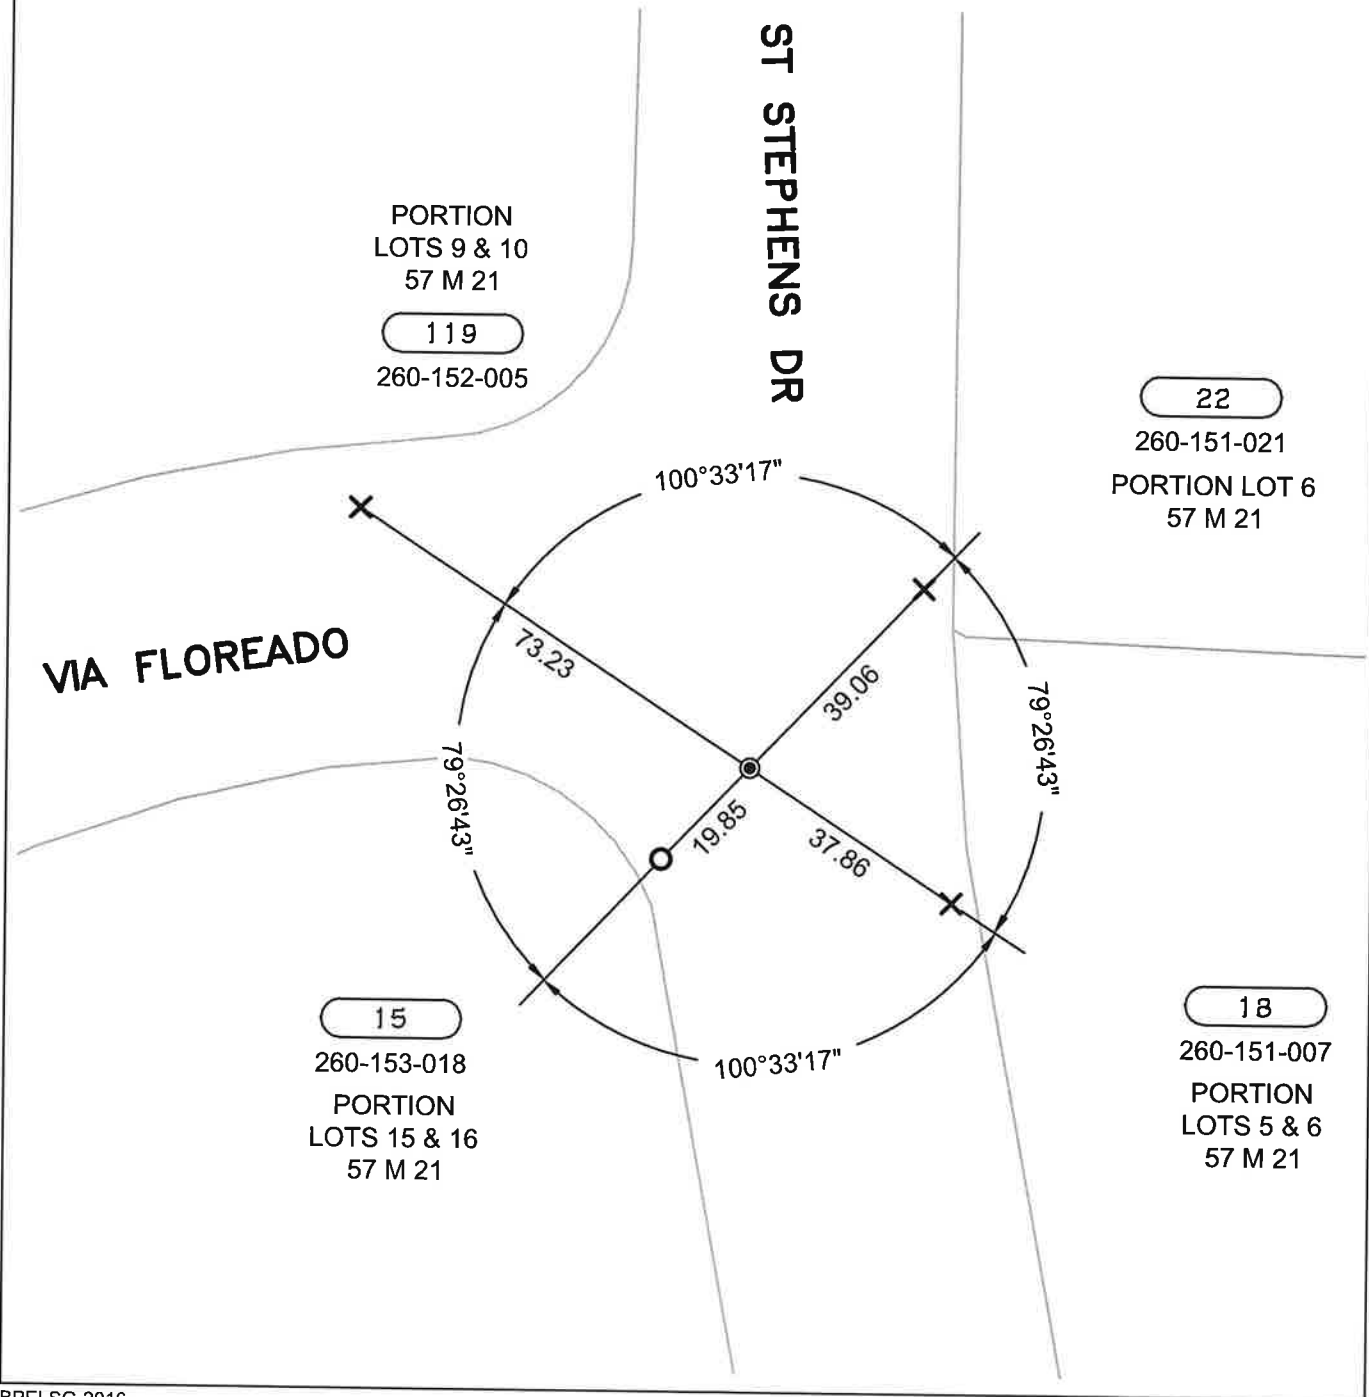 ST STEPHENS DR
PORTION
LOTS 9 & 10
57 M 21
119
260-152-005
22
260-151-021
PORTION LOT 6
57 M 21
100°33'17"
VIA FLOREADO
73.23
39.06
79°26'43"
79°26'43"
19.85
37.86
15
260-153-018
PORTION
LOTS 15 & 16
57 M 21
100°33'17"
18
260-151-007
PORTION
LOTS 5 & 6
57 M 21